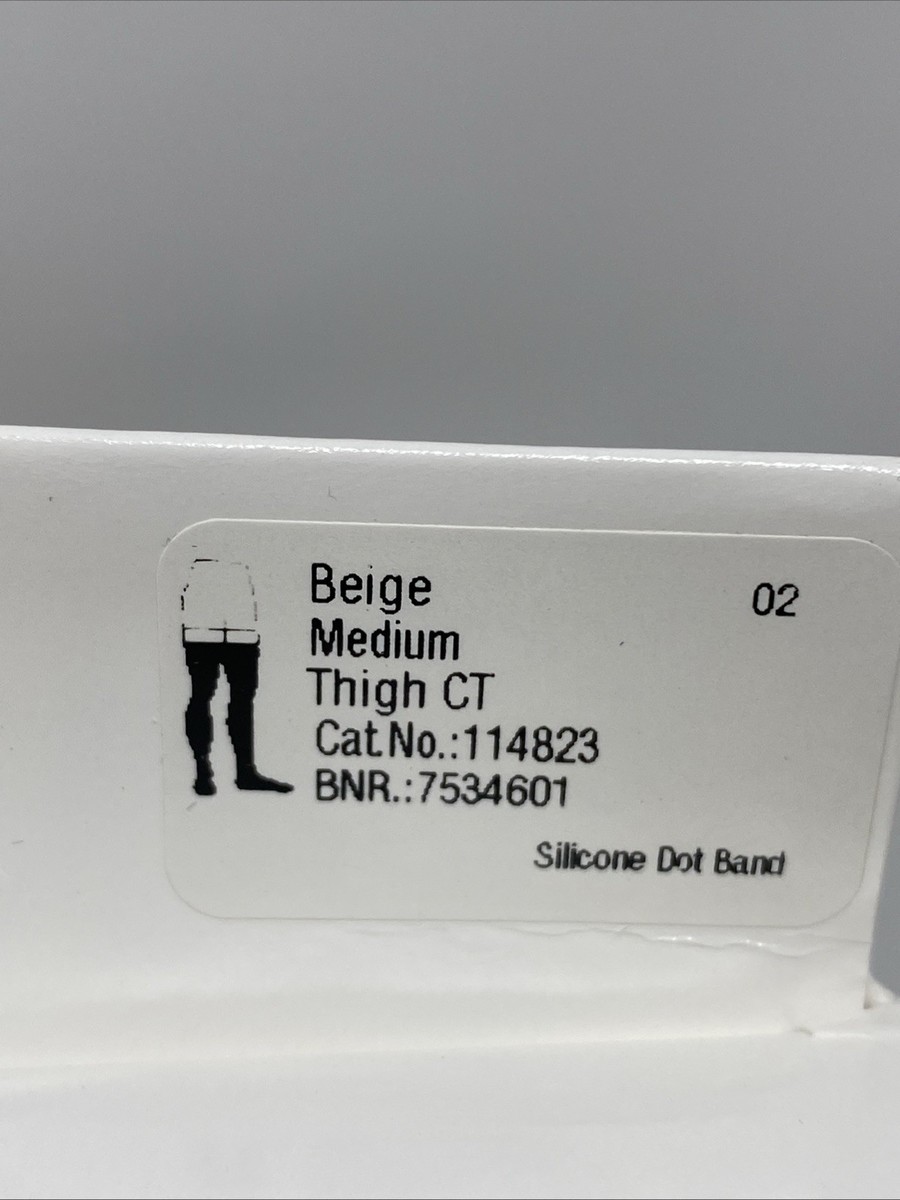 Beige
02
Medium
Thigh CT
Cat.No.:114823
BNR.:7534601
Silicone Dot Band